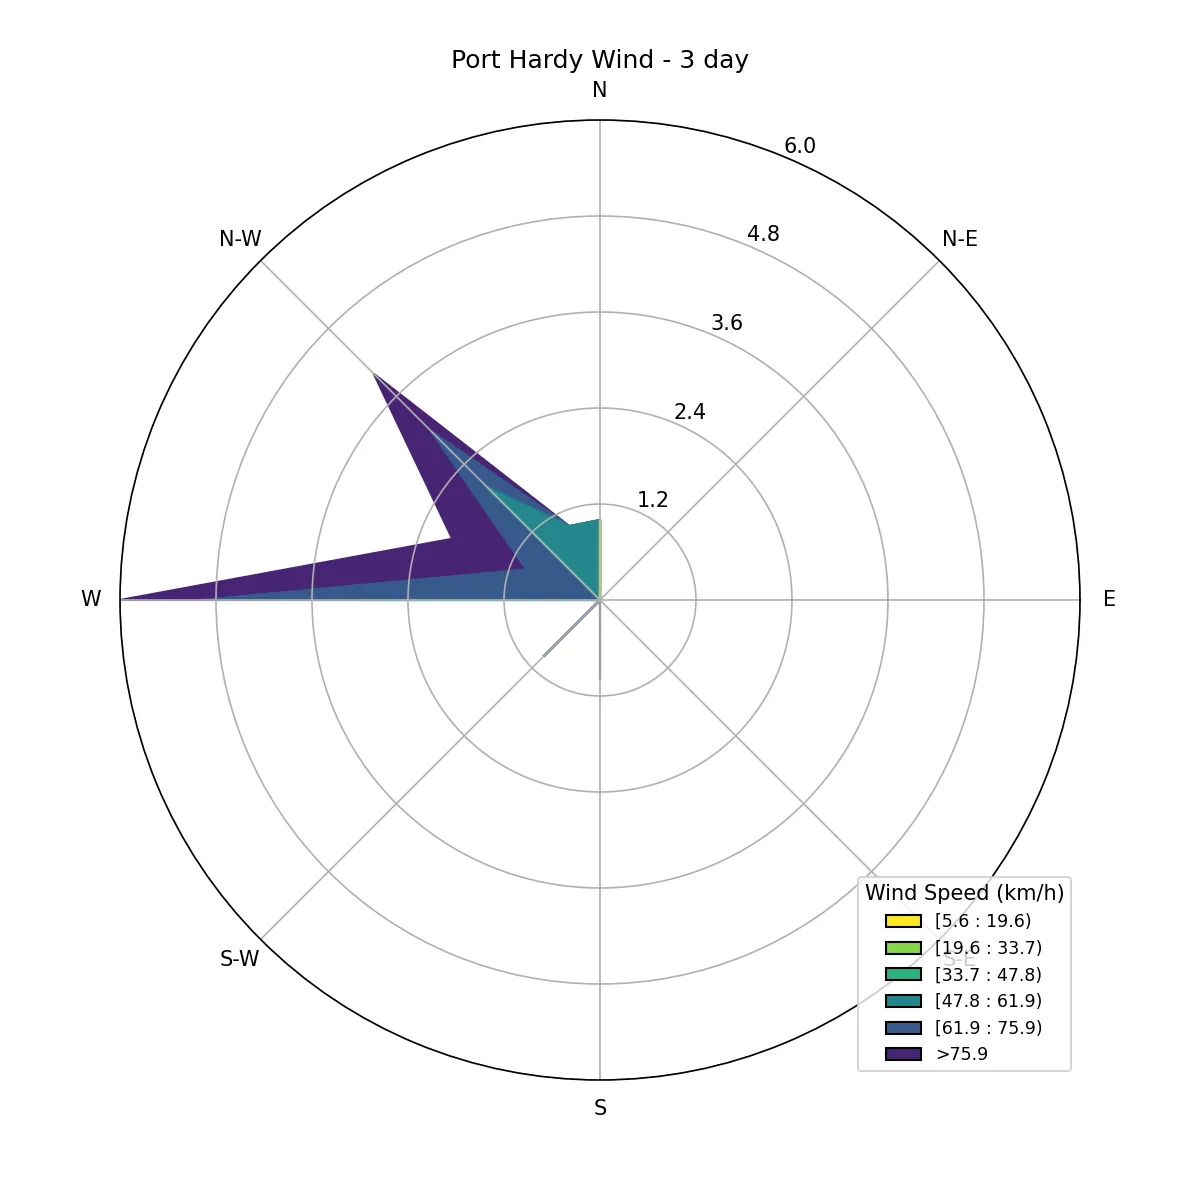 Port Hardy Wind - 3 day
N
6.0
N-W
4.8
N-E
3.6
2.4
1.2
W
E
Wind Speed (km/h)
[5.6 : 19.6)
[19.6 : 33.7)
S-W
S-E
[33.7 : 47.8)
[47.8 : 61.9)
[61.9 : 75.9)
>75.9
S